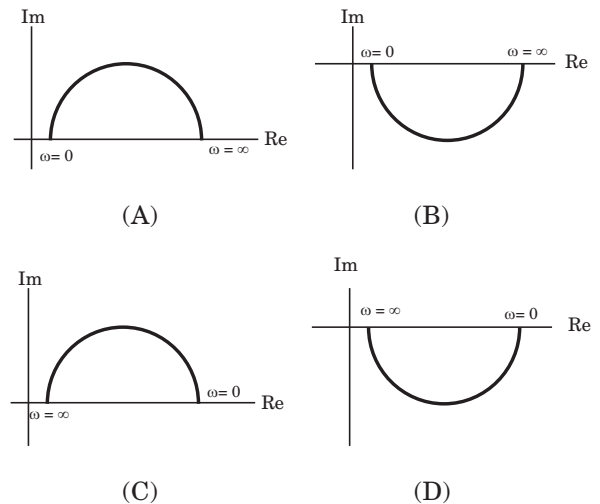 Im
Re
ω= 0
ω = ∞
(A)
Im
ω= 0
ω = ∞
Re
(B)
Im
ω= 0
ω = ∞
Re
(C)
Im
ω = ∞
ω= 0
Re
(D)